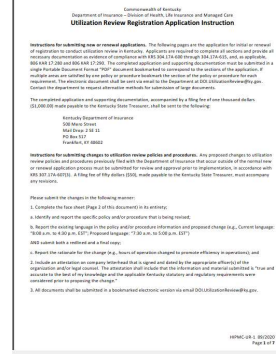 Commonwealth of Kentucky
Department of Insurance – Division of Health, Life Insurance and Managed Care
Utilization Review Registration Application Instruction
Instructions for submitting new or renewal applications. The following pages are the application for initial or renewal
of registration to conduct utilization review in Kentucky. Applicants are required to complete all sections and provide all
necessary documentation as evidence of compliance with KRS 304.17A-600 through 304.17A-615, and, as applicable,
806 KAR 17:280 and 806 KAR 17:290. The completed application and supporting documentation must be submitted in a
single Portable Document Format "PDF" document bookmarked to correspond to the sections of the application. If
multiple areas are satisfied by one policy or procedure bookmark the section of the policy or procedure for each
requirement. The electronic document shall be sent via email to the Department at DOI.UtilizationReview@ky.gov.
Contact the department to request alternative methods for submission of large documents.
The completed application and supporting documentation, accompanied by a filing fee of one thousand dollars
($1,000.00) made payable to the Kentucky State Treasurer, shall be sent to the following:
Kentucky Department of Insurance
500 Mero Street
Mail Drop: 2 SE 11
PO Box 517
Frankfort, KY 40602
Instructions for submitting changes to utilization review policies and procedures. Any proposed changes to utilization
review policies and procedures previously filed with the Department of Insurance that occur outside of the normal new
or renewal application process must be submitted for review and approval prior to implementation, in accordance with
KRS 307.17A-607(5). A filing fee of fifty dollars ($50), made payable to the Kentucky State Treasurer, must accompany
any revisions.
Please submit the changes in the following manner:
1. Complete the face sheet (Page 2 of this document) in its entirety;
a. Identify and report the specific policy and/or procedure that is being revised;
b. Report the existing language in the policy and/or procedure information and proposed change (e.g., Current language:
"8:00 a.m. to 4:30 p.m. EST"; Proposed language: "7:30 a.m. to 5:00 p.m. EST")
AND submit both a redlined and a final copy;
c. Report the rationale for the change (e.g., hours of operation changed to promote efficiency in operations); and
2. Include an attestation on company letterhead that is signed and dated by the appropriate officer(s) of the
organization and/or legal counsel. The attestation shall include that the information and material submitted is "true and
accurate to the best of my knowledge and the applicable Kentucky statutory and regulatory requirements were
considered prior to proposing the change."
3. All documents shall be submitted in a bookmarked electronic version via email DOI.UtilizationReview@ky.gov.
HIPMC-UR-1 09/2020
Page 1 of 7